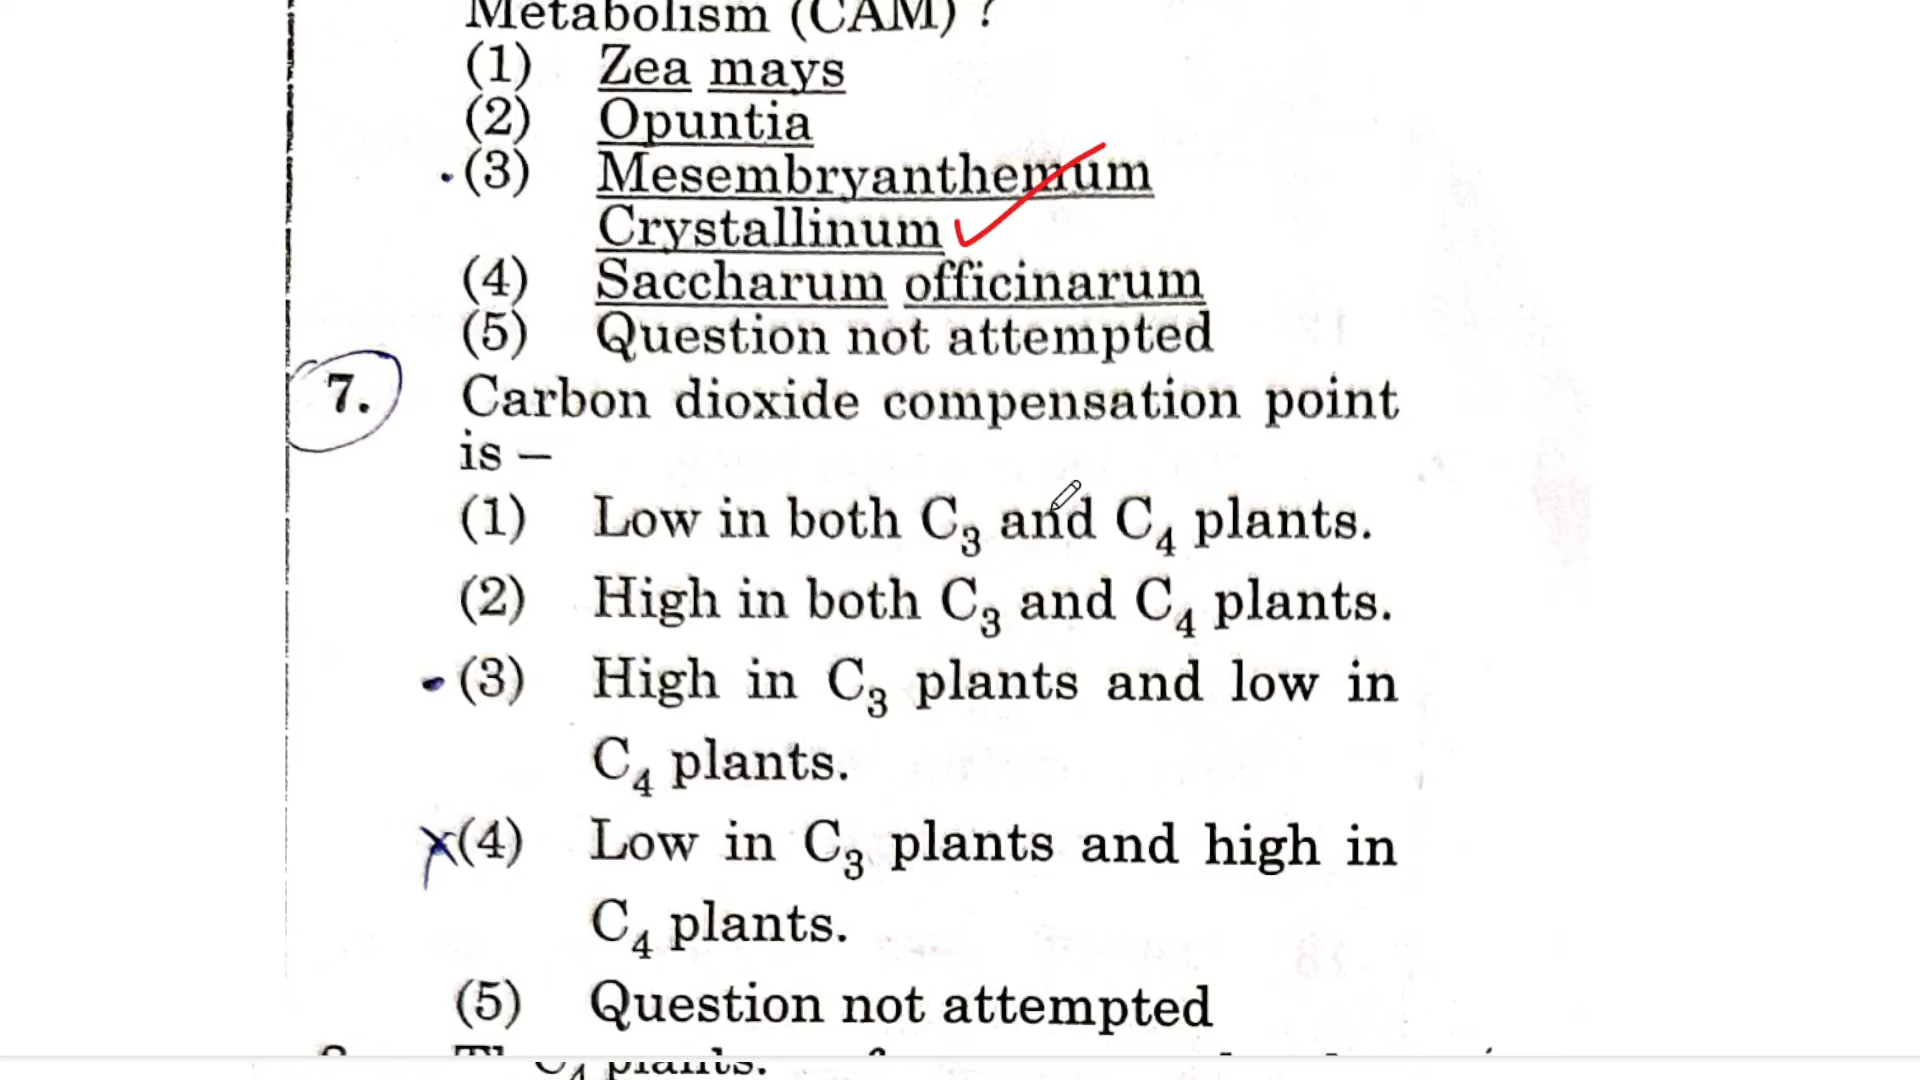 Metabolism (CAM) ?
(1) Zea mays
(2) Opuntia
(3) Mesembryanthemum
Crystallinum
(4) Saccharum officinarum
(5) Question not attempted
7. Carbon dioxide compensation point
is –
(1) Low in both C₃ and C₄ plants.
(2) High in both C₃ and C₄ plants.
(3) High in C₃ plants and low in
C₄ plants.
(4) Low in C₃ plants and high in
C₄ plants.
(5) Question not attempted
C₄ plants.